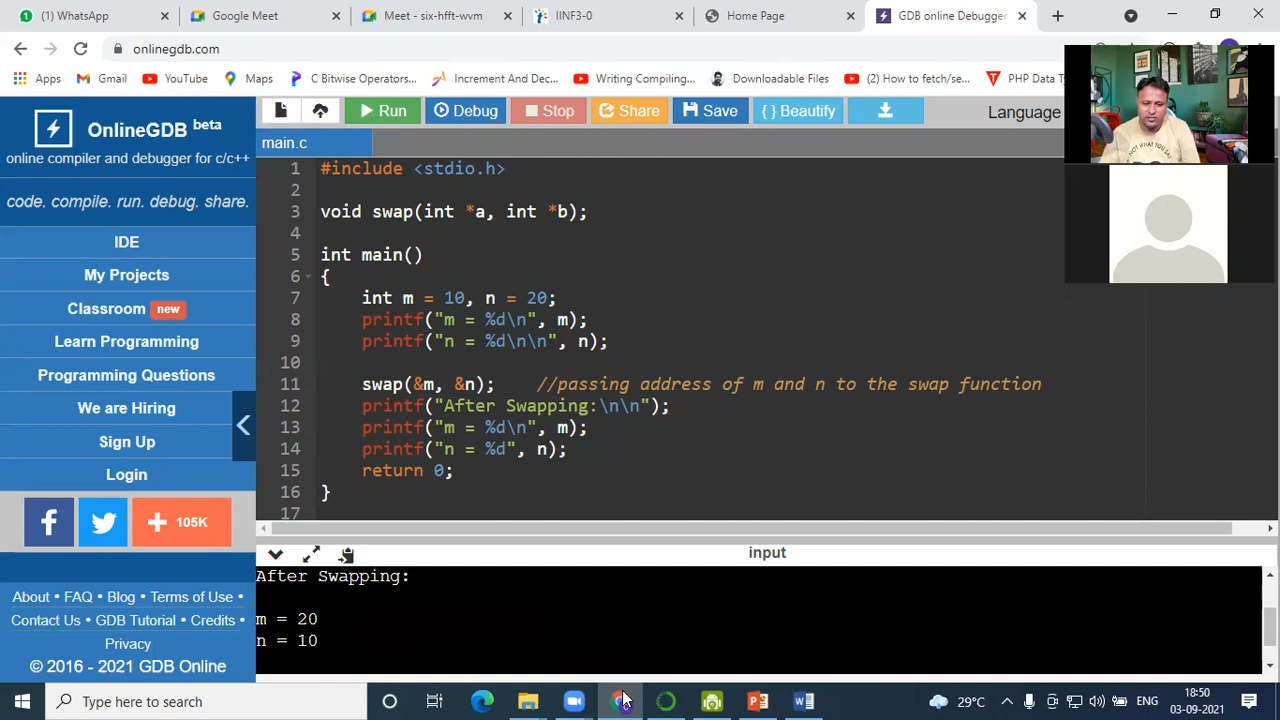 (1) WhatsApp
Google Meet
Meet - six-hfft-wvm
IINF3-0
Home Page
GDB online Debugger
onlinegdb.com
Apps
Gmail
YouTube
Maps
C Bitwise Operators...
Increment And Dec...
Writing Compiling...
Downloadable Files
(2) How to fetch/se...
PHP Data T
OnlineGDB beta
online compiler and debugger for c/c++
code. compile. run. debug. share.
IDE
My Projects
Classroom new
Learn Programming
Programming Questions
We are Hiring
Sign Up
Login
+ 105K
About • FAQ • Blog • Terms of Use •
Contact Us • GDB Tutorial • Credits •
Privacy
© 2016 - 2021 GDB Online
Run
Debug
Stop
Share
Save
{ } Beautify
Language
main.c
1 #include <stdio.h>
2
3 void swap(int *a, int *b);
4
5 int main()
6 {
7 int m = 10, n = 20;
8 printf("m = %d\n", m);
9 printf("n = %d\n\n", n);
10
11 swap(&m, &n); //passing address of m and n to the swap function
12 printf("After Swapping:\n\n");
13 printf("m = %d\n", m);
14 printf("n = %d", n);
15 return 0;
16 }
17
input
After Swapping:
m = 20
n = 10
NOT WHAT YOU SAY
Type here to search
29°C
ENG
18:50
03-09-2021